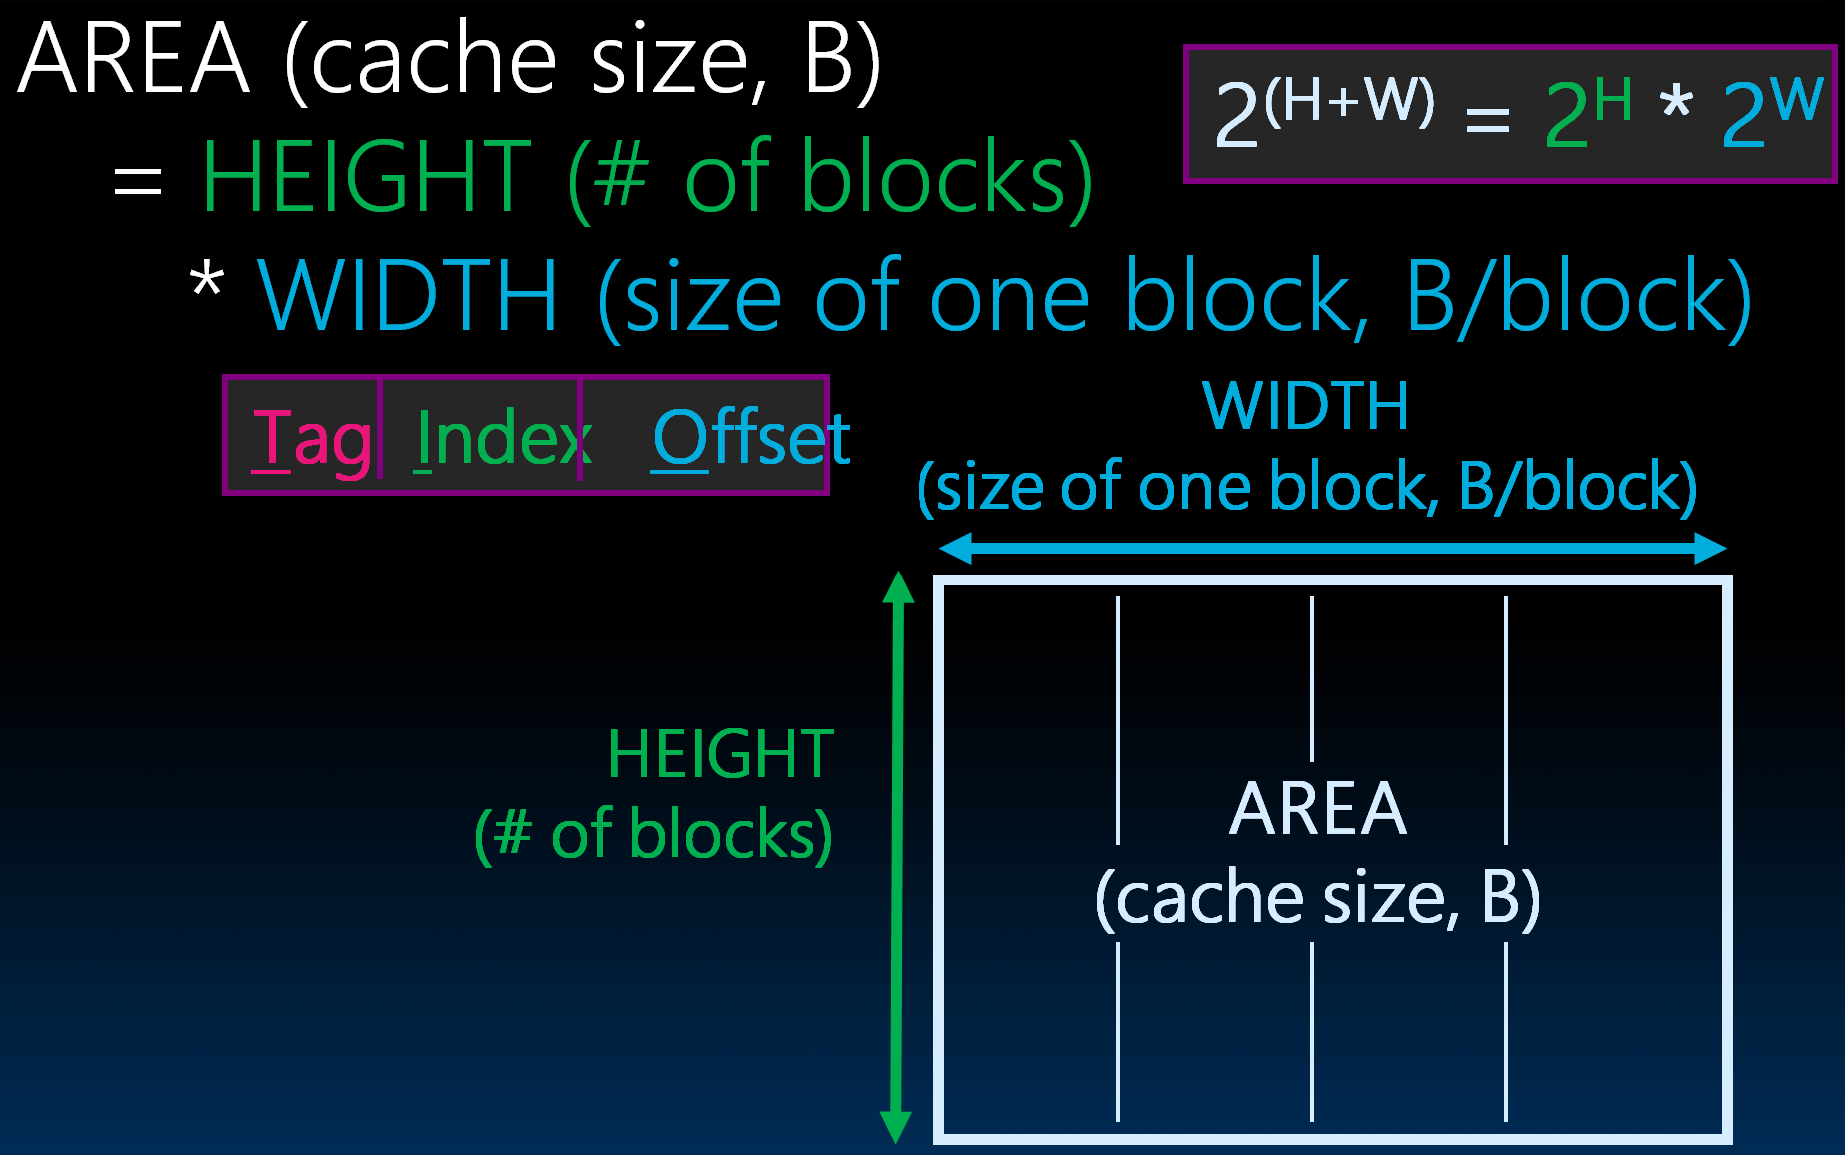 AREA (cache size, B)
= HEIGHT (# of blocks)
* WIDTH (size of one block, B/block)
2^(H+W) = 2^H * 2^W
Tag Index Offset
WIDTH
(size of one block, B/block)
HEIGHT
(# of blocks)
AREA
(cache size, B)